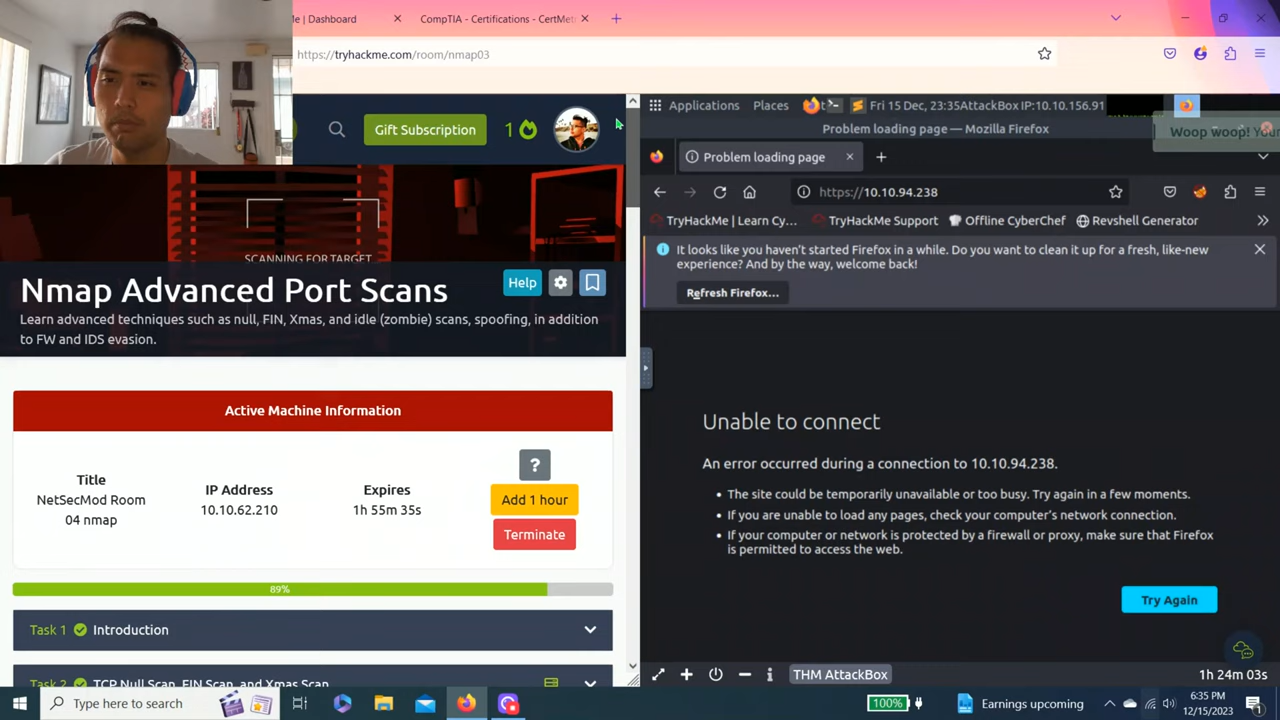 Me | Dashboard
CompTIA - Certifications - CertMet
https://tryhackme.com/room/nmap03
Gift Subscription
1
SCANNING FOR TARGET
Nmap Advanced Port Scans
Help
Learn advanced techniques such as null, FIN, Xmas, and idle (zombie) scans, spoofing, in addition
to FW and IDS evasion.
Active Machine Information
?
Title
IP Address
Expires
NetSecMod Room
04 nmap
10.10.62.210
1h 55m 35s
Add 1 hour
Terminate
89%
Task 1 Introduction
Task 2 TCP Null Scan, FIN Scan, and Xmas Scan
Applications Places Fri 15 Dec, 23:35 AttackBox IP:10.10.156.91
Problem loading page — Mozilla Firefox
Woop woop! Your
Problem loading page
https://10.10.94.238
TryHackMe | Learn Cy... TryHackMe Support Offline CyberChef Revshell Generator
It looks like you haven't started Firefox in a while. Do you want to clean it up for a fresh, like-new
experience? And by the way, welcome back!
Refresh Firefox...
Unable to connect
An error occurred during a connection to 10.10.94.238.
• The site could be temporarily unavailable or too busy. Try again in a few moments.
• If you are unable to load any pages, check your computer's network connection.
• If your computer or network is protected by a firewall or proxy, make sure that Firefox
is permitted to access the web.
Try Again
THM AttackBox
1h 24m 03s
Type here to search
100%
Earnings upcoming
6:35 PM
12/15/2023
1